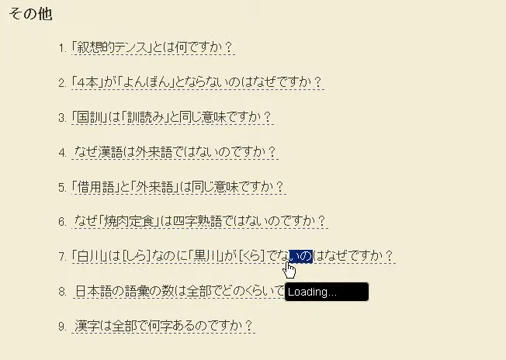 その他
1. 「叙想的テンス」とは何ですか？
2. 「４本」が「よんぽん」とならないのはなぜですか？
3. 「国訓」は「訓読み」と同じ意味ですか？
4. なぜ漢語は外来語ではないのですか？
5. 「借用語」と「外来語」は同じ意味ですか？
6. なぜ「焼肉定食」は四字熟語ではないのですか？
7. 「白川」は[しら]なのに「黒川」が[くら]でないのはなぜですか？
8. 日本語の語彙の数は全部でどのくらいで
Loading...
9. 漢字は全部で何字あるのですか？